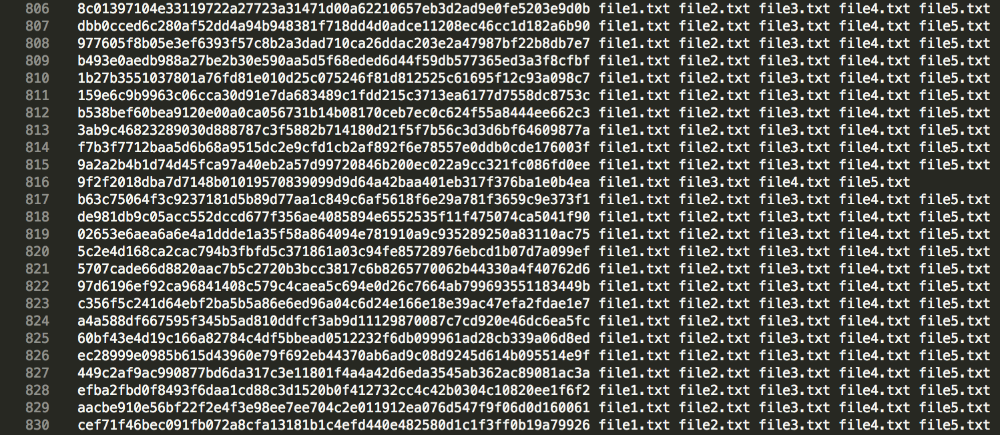 806 8c01397104e33119722a27723a31471d00a62210657eb3d2ad9e0fe5203e9d0b file1.txt file2.txt file3.txt file4.txt file5.txt
807 dbb0cced6c280af52dd4a94b948381f718dd4d0adce11208ec46cc1d182a6b90 file1.txt file2.txt file3.txt file4.txt file5.txt
808 977605f8b05e3ef6393f57c8b2a3dad710ca26ddac203e2a47987bf22b8db7e7 file1.txt file2.txt file3.txt file4.txt file5.txt
809 b493e0aedb988a27be2b30e590aa5d5f68eded6d44f59db577365ed3a3f8cfbf file1.txt file2.txt file3.txt file4.txt file5.txt
810 1b27b3551037801a76fd81e010d25c075246f81d812525c61695f12c93a098c7 file1.txt file2.txt file3.txt file4.txt file5.txt
811 159e6c9b9963c06cca30d91e7da683489c1fdd215c3713ea6177d7558dc8753c file1.txt file2.txt file3.txt file4.txt file5.txt
812 b538bef60bea9120e00a0ca056731b14b08170ceb7ec0c624f55a8444ee662c3 file1.txt file2.txt file3.txt file4.txt file5.txt
813 3ab9c46823289030d888787c3f5882b714180d21f5f7b56c3d3d6bf64609877a file1.txt file2.txt file3.txt file4.txt file5.txt
814 f7b3f7712baa5d6b68a9515dc2e9cfd1cb2af892f6e78557e0ddb0cde176003f file1.txt file2.txt file3.txt file4.txt file5.txt
815 9a2a2b4b1d74d45fca97a40eb2a57d99720846b200ec022a9cc321fc086fd0ee file1.txt file2.txt file3.txt file4.txt file5.txt
816 9f2f2018dba7d7148b01019570839099d9d64a42baa401eb317f376ba1e0b4ea file1.txt file3.txt file4.txt file5.txt
817 b63c75064f3c9237181d5b89d77aa1c849c6af5618f6e29a781f3659c9e373f1 file1.txt file2.txt file3.txt file4.txt file5.txt
818 de981db9c05acc552dccd677f356ae4085894e6552535f11f475074ca5041f90 file1.txt file2.txt file3.txt file4.txt file5.txt
819 02653e6aea6a6e4a1ddde1a35f58a864094e781910a9c935289250a83110ac75 file1.txt file2.txt file3.txt file4.txt file5.txt
820 5c2e4d168ca2cac794b3fbfd5c371861a03c94fe85728976ebcd1b07d7a099ef file1.txt file2.txt file3.txt file4.txt file5.txt
821 5707cade66d8820aac7b5c2720b3bcc3817c6b8265770062b44330a4f40762d6 file1.txt file2.txt file3.txt file4.txt file5.txt
822 97d6196ef92ca96841408c579c4caea5c694e0d26c7664ab799693551183449b file1.txt file2.txt file3.txt file4.txt file5.txt
823 c356f5c241d64ebf2ba5b5a86e6ed96a04c6d24e166e18e39ac47efa2fdae1e7 file1.txt file2.txt file3.txt file4.txt file5.txt
824 a4a588df667595f345b5ad810ddfcf3ab9d11129870087c7cd920e46dc6ea5fc file1.txt file2.txt file3.txt file4.txt file5.txt
825 60bf43e4d19c166a82784c4df5bbead0512232f6db099961ad28cb339a06d8ed file1.txt file2.txt file3.txt file4.txt file5.txt
826 ec28999e0985b615d43960e79f692eb44370ab6ad9c08d9245d614b095514e9f file1.txt file2.txt file3.txt file4.txt file5.txt
827 449c2af9ac990877bd6da317c3e11801f4a4a42d6eda3545ab362ac89081ac3a file1.txt file2.txt file3.txt file4.txt file5.txt
828 efba2fbd0f8493f6daa1cd88c3d1520b0f412732cc4c42b0304c10820ee1f6f2 file1.txt file2.txt file3.txt file4.txt file5.txt
829 aacbe910e56bf22f2e4f3e98ee7ee704c2e011912ea076d547f9f06d0d160061 file1.txt file2.txt file3.txt file4.txt file5.txt
830 cef71f46bec091fb072a8cfa13181b1c4efd440e482580d1c1f3ff0b19a79926 file1.txt file2.txt file3.txt file4.txt file5.txt